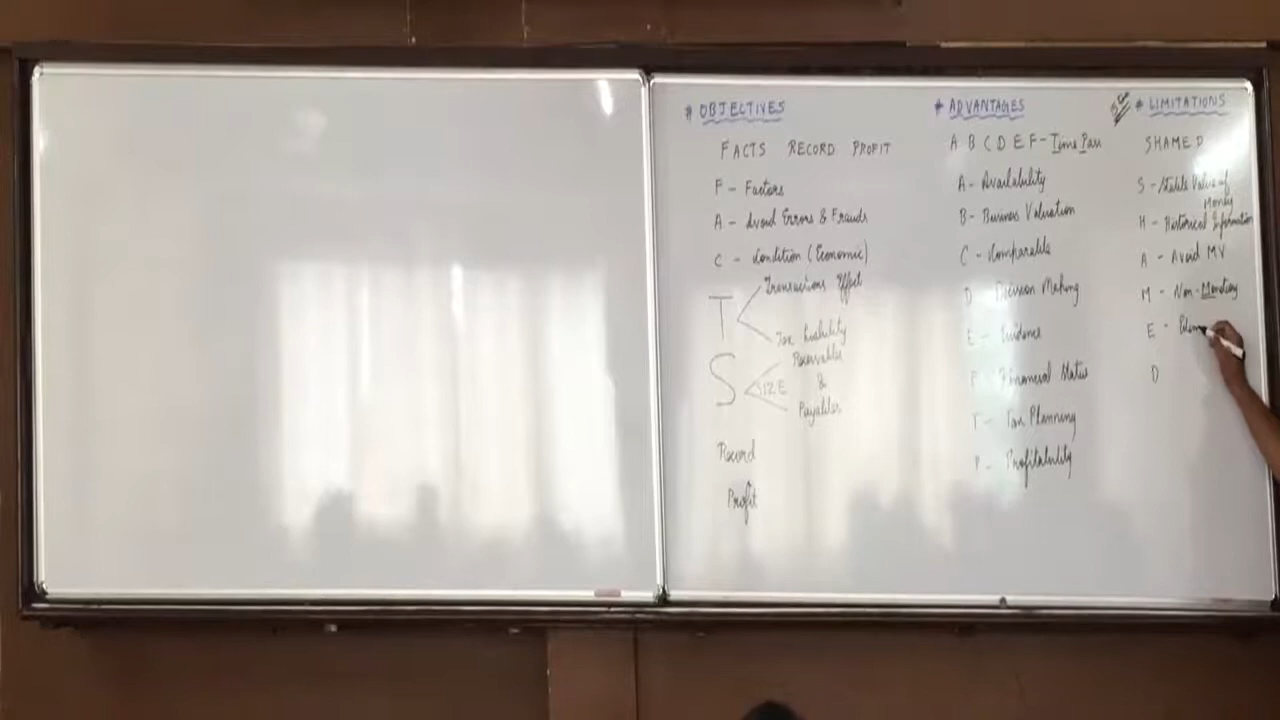 # OBJECTIVES
FACTS RECORD PROFIT
F - Factors
A - Avoid Errors & Frauds
C - Condition (Economic)
T
Transactions Effect
Tax Liability
S
IZE
Receivables
&
Payables
Record
Profit
# ADVANTAGES
A B C D E F - Time Pass
A - Availability
B - Business Valuation
C - Comparable
D - Decision Making
E - Evidence
F - Financial Status
T - Tax Planning
P - Profitability
# LIMITATIONS
SHAMED
S - Stable Value of
Money
H - Historical Information
A - Avoid MV
M - Non-Monetary
E -
D